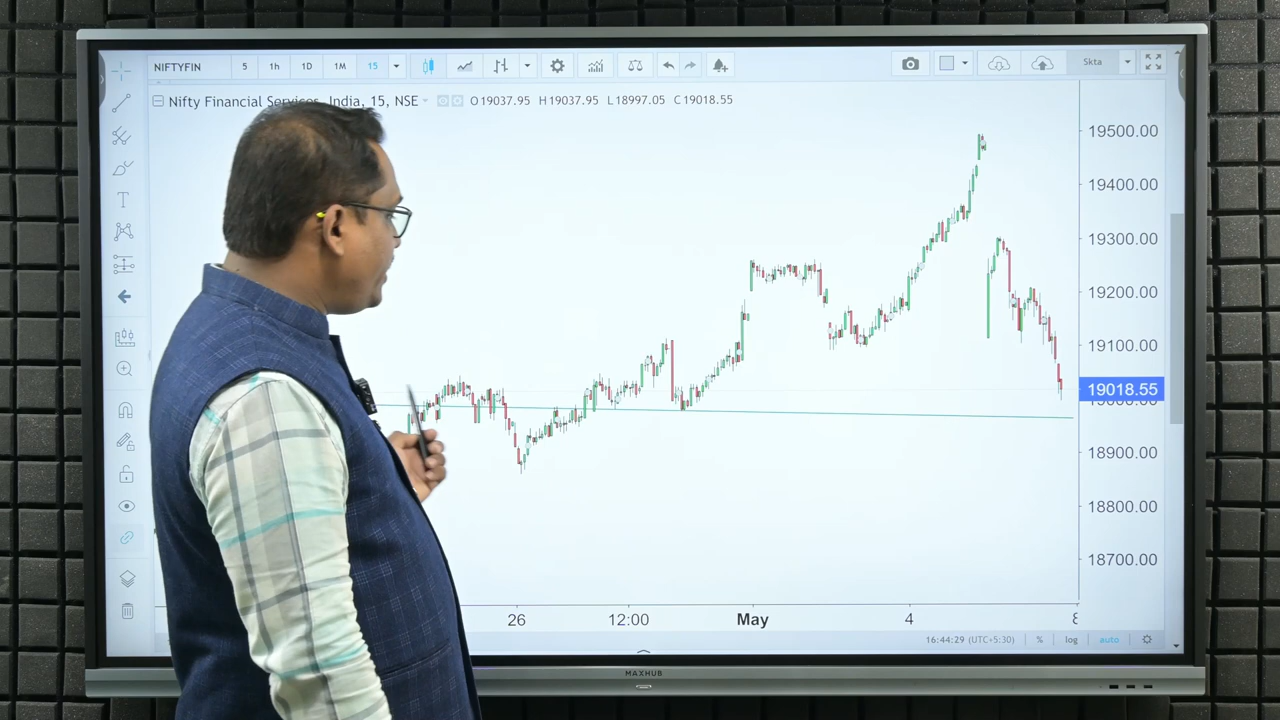 NIFTYFIN 5 1h 1D 1M 15 Skta
Nifty Financial Services, India, 15, NSE O19037.95 H19037.95 L18997.05 C19018.55
19500.00
19400.00
19300.00
19200.00
19100.00
19018.55
18900.00
18800.00
18700.00
26 12:00 May 4 8
16:44:29 (UTC+5:30) % log auto
MAXHUB